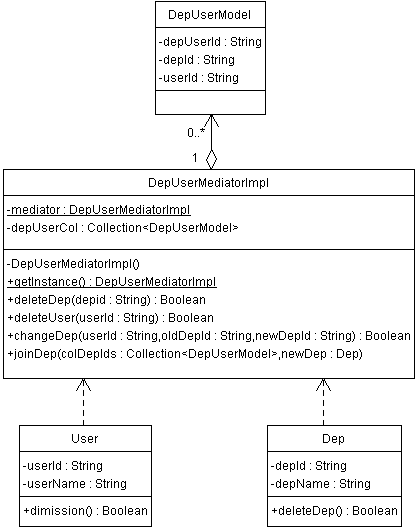 DepUserModel
-depUserId : String
-depId : String
-userId : String
0..*
1
DepUserMediatorImpl
-mediator : DepUserMediatorImpl
-depUserCol : Collection<DepUserModel>
-DepUserMediatorImpl()
+getInstance() : DepUserMediatorImpl
+deleteDep(depid : String) : Boolean
+deleteUser(userId : String) : Boolean
+changeDep(userId : String,oldDepId : String,newDepId : String) : Boolean
+joinDep(colDepIds : Collection<DepUserModel>,newDep : Dep)
User
-userId : String
-userName : String
+dimission() : Boolean
Dep
-depId : String
-depName : String
+deleteDep() : Boolean